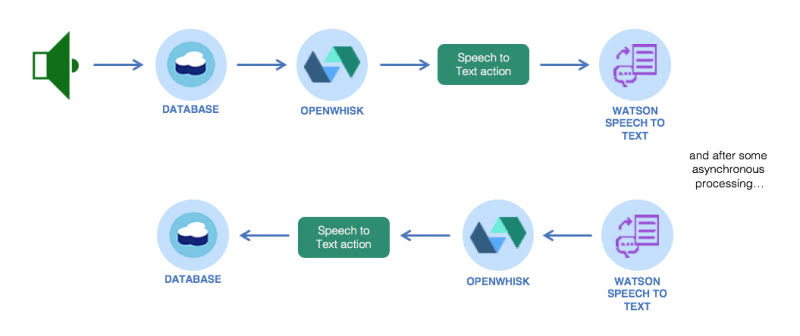 Speech to
Text action
DATABASE
OPENWHISK
WATSON
SPEECH TO
TEXT
and after some
asynchronous
processing…
Speech to
Text action
DATABASE
OPENWHISK
WATSON
SPEECH TO
TEXT